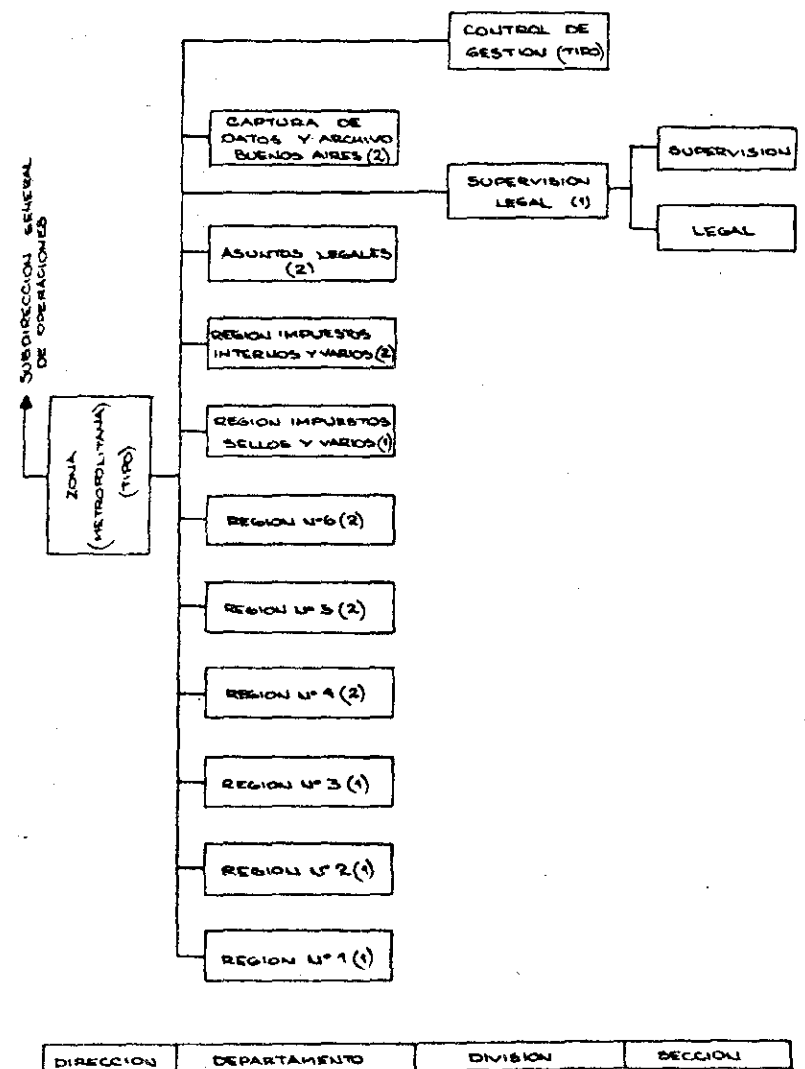 CONTROL DE
GESTION (TIPO)
CAPTURA DE
DATOS Y ARCHIVO
BUENOS AIRES (2)
SUPERVISION
LEGAL (1)
SUPERVISION
LEGAL
ASUNTOS LEGALES
(2)
REGION IMPUESTOS
INTERNOS Y VARIOS (2)
REGION IMPUESTOS
SELLOS Y VARIOS (1)
SUBDIRECCION GENERAL
DE OPERACIONES
ZONA
(METROPOLITANA)
(TIPO)
REGION Nº 6 (2)
REGION Nº 5 (2)
REGION Nº 4 (2)
REGION Nº 3 (1)
REGION Nº 2 (1)
REGION Nº 1 (1)
DIRECCION DEPARTAMENTO DIVISION SECCION